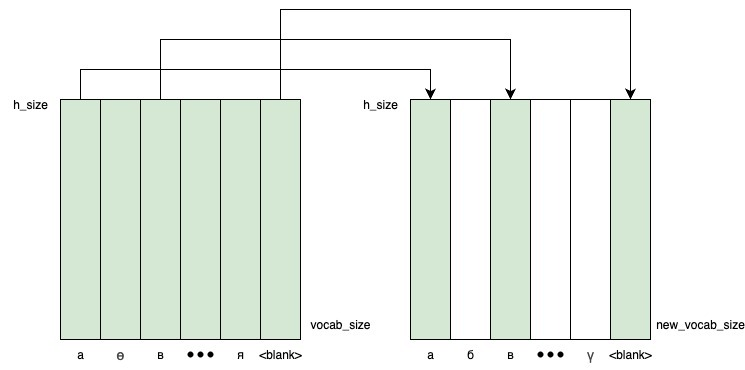 h_size
h_size
vocab_size
new_vocab_size
а ө в ••• я <blank>
а б в ••• γ <blank>